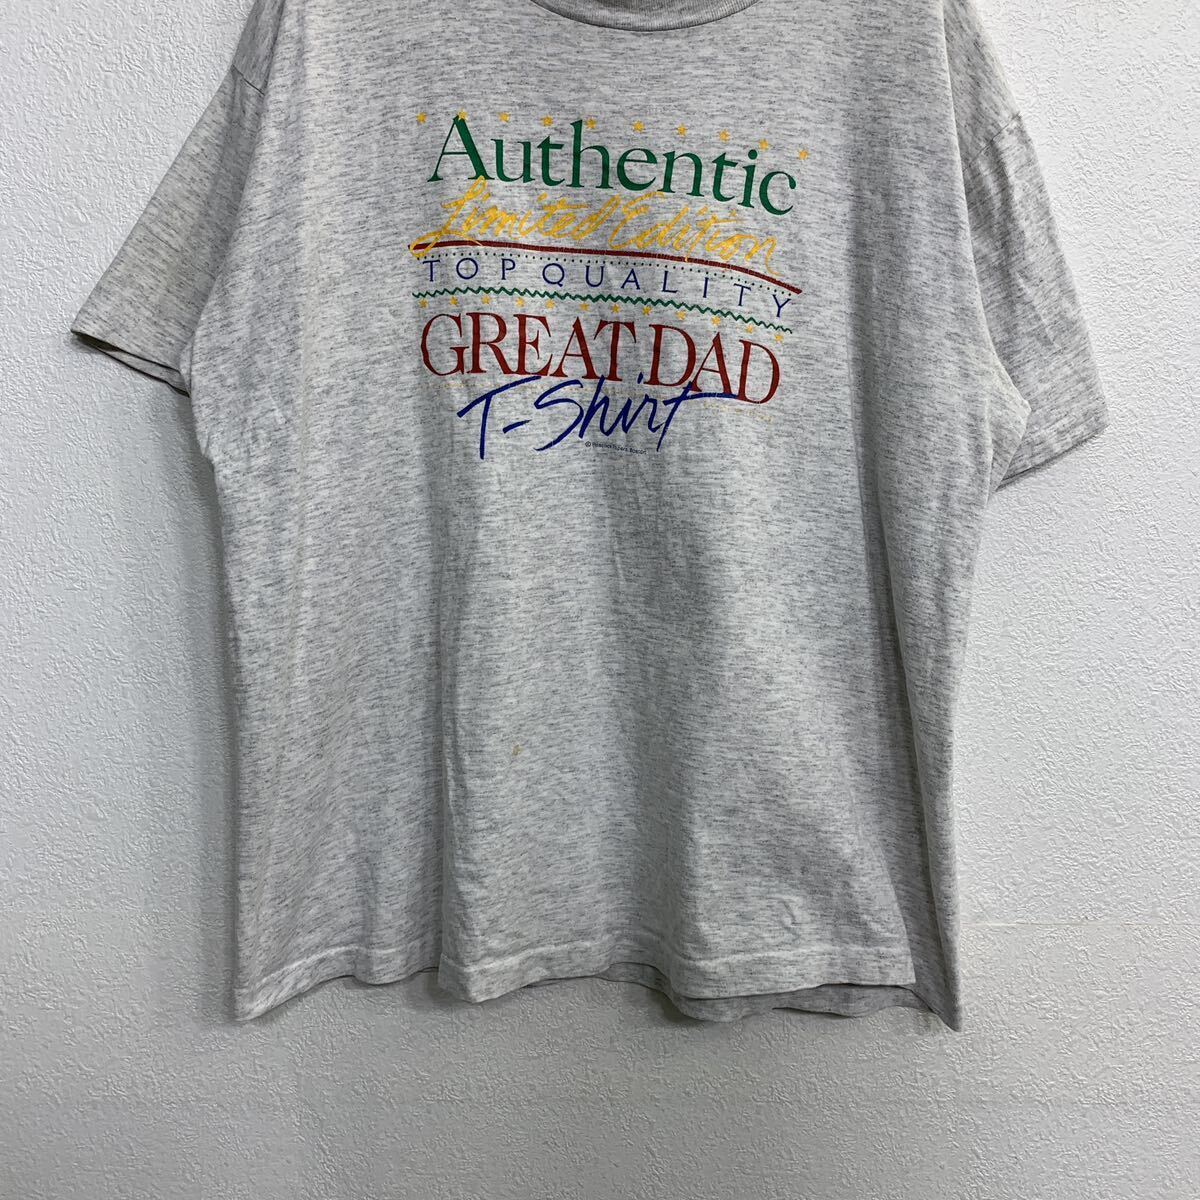 Authentic
Limited Edition
TOP QUALITY
GREAT DAD
T-Shirt